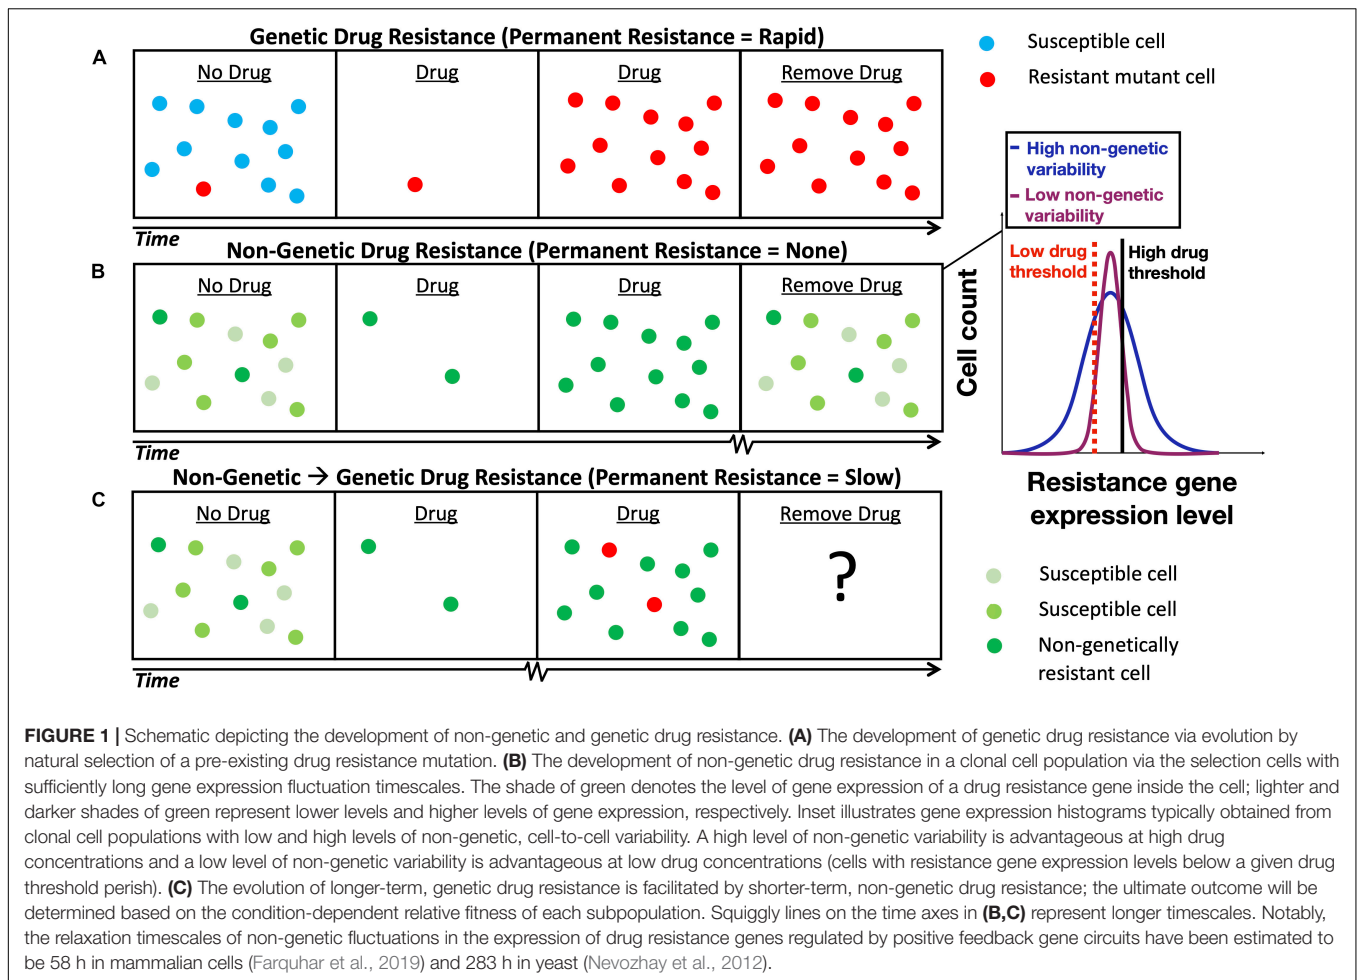 Genetic Drug Resistance (Permanent Resistance = Rapid)
A
No Drug
Drug
Drug
Remove Drug
Time
Susceptible cell
Resistant mutant cell
Non-Genetic Drug Resistance (Permanent Resistance = None)
B
No Drug
Drug
Drug
Remove Drug
Time
High non-genetic
variability
Low non-genetic
variability
Low drug
threshold
High drug
threshold
Cell count
Resistance gene
expression level
Non-Genetic → Genetic Drug Resistance (Permanent Resistance = Slow)
C
No Drug
Drug
Drug
Remove Drug
?
Time
Susceptible cell
Susceptible cell
Non-genetically
resistant cell
FIGURE 1 | Schematic depicting the development of non-genetic and genetic drug resistance. (A) The development of genetic drug resistance via evolution by
natural selection of a pre-existing drug resistance mutation. (B) The development of non-genetic drug resistance in a clonal cell population via the selection cells with
sufficiently long gene expression fluctuation timescales. The shade of green denotes the level of gene expression of a drug resistance gene inside the cell; lighter and
darker shades of green represent lower levels and higher levels of gene expression, respectively. Inset illustrates gene expression histograms typically obtained from
clonal cell populations with low and high levels of non-genetic, cell-to-cell variability. A high level of non-genetic variability is advantageous at high drug
concentrations and a low level of non-genetic variability is advantageous at low drug concentrations (cells with resistance gene expression levels below a given drug
threshold perish). (C) The evolution of longer-term, genetic drug resistance is facilitated by shorter-term, non-genetic drug resistance; the ultimate outcome will be
determined based on the condition-dependent relative fitness of each subpopulation. Squiggly lines on the time axes in (B,C) represent longer timescales. Notably,
the relaxation timescales of non-genetic fluctuations in the expression of drug resistance genes regulated by positive feedback gene circuits have been estimated to
be 58 h in mammalian cells (Farquhar et al., 2019) and 283 h in yeast (Nevozhay et al., 2012).